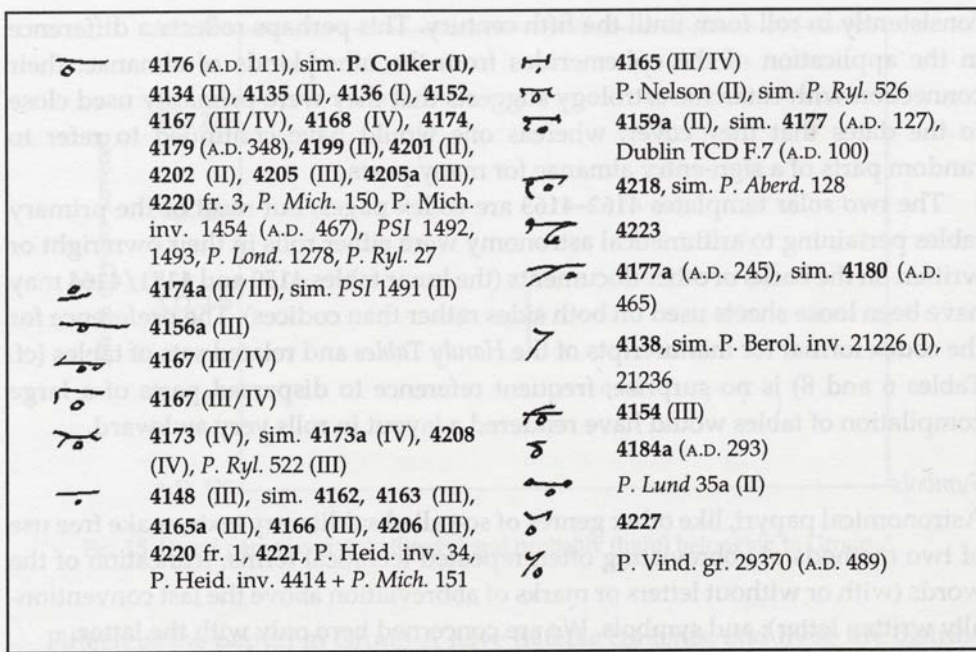 4176 (A.D. 111), sim. P. Colker (I),
4134 (II), 4135 (II), 4136 (I), 4152,
4167 (III/IV), 4168 (IV), 4174,
4179 (A.D. 348), 4199 (II), 4201 (II),
4202 (II), 4205 (III), 4205a (III),
4220 fr. 3, P. Mich. 150, P. Mich.
inv. 1454 (A.D. 467), PSI 1492,
1493, P. Lond. 1278, P. Ryl. 27
4174a (II/III), sim. PSI 1491 (II)
4156a (III)
4167 (III/IV)
4167 (III/IV)
4173 (IV), sim. 4173a (IV), 4208
(IV), P. Ryl. 522 (III)
4148 (III), sim. 4162, 4163 (III),
4165a (III), 4166 (III), 4206 (III),
4220 fr. 1, 4221, P. Heid. inv. 34,
P. Heid. inv. 4414 + P. Mich. 151
4165 (III/IV)
P. Nelson (II), sim. P. Ryl. 526
4159a (II), sim. 4177 (A.D. 127),
Dublin TCD F.7 (A.D. 100)
4218, sim. P. Aberd. 128
4223
4177a (A.D. 245), sim. 4180 (A.D.
465)
4138, sim. P. Berol. inv. 21226 (I),
21236
4154 (III)
4184a (A.D. 293)
P. Lund 35a (II)
4227
P. Vind. gr. 29370 (A.D. 489)